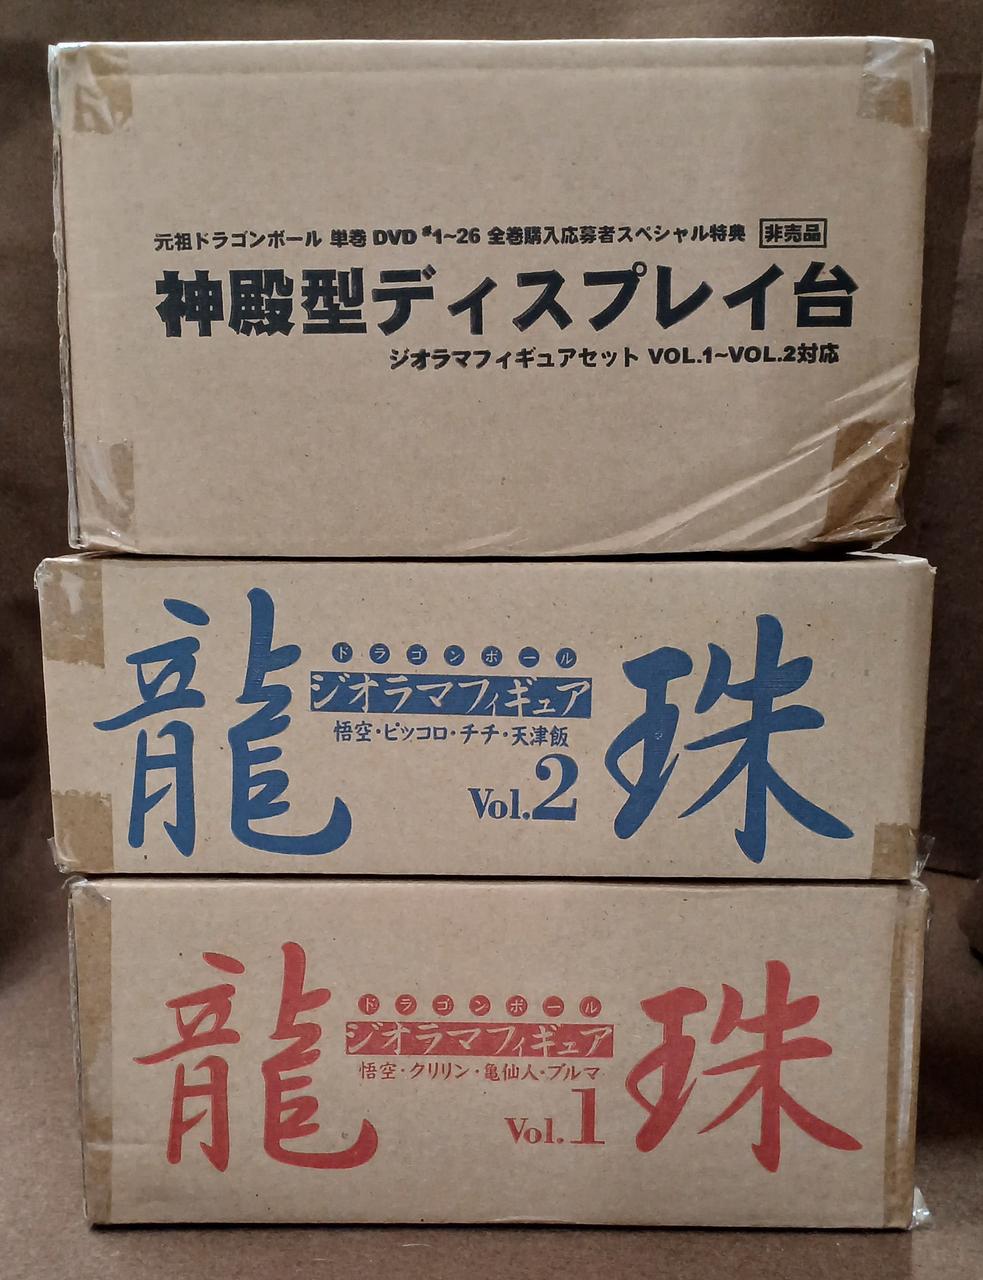 元祖ドラゴンボール 単巻 DVD #1~26 全巻購入応募者スペシャル特典 非売品
神殿型ディスプレイ台
ジオラマフィギュアセット VOL.1~VOL.2対応
龍珠
ドラゴンボール
ジオラマフィギュア
悟空・ピッコロ・チチ・天津飯
Vol.2
龍珠
ドラゴンボール
ジオラマフィギュア
悟空・クリリン・亀仙人・ブルマ
Vol.1